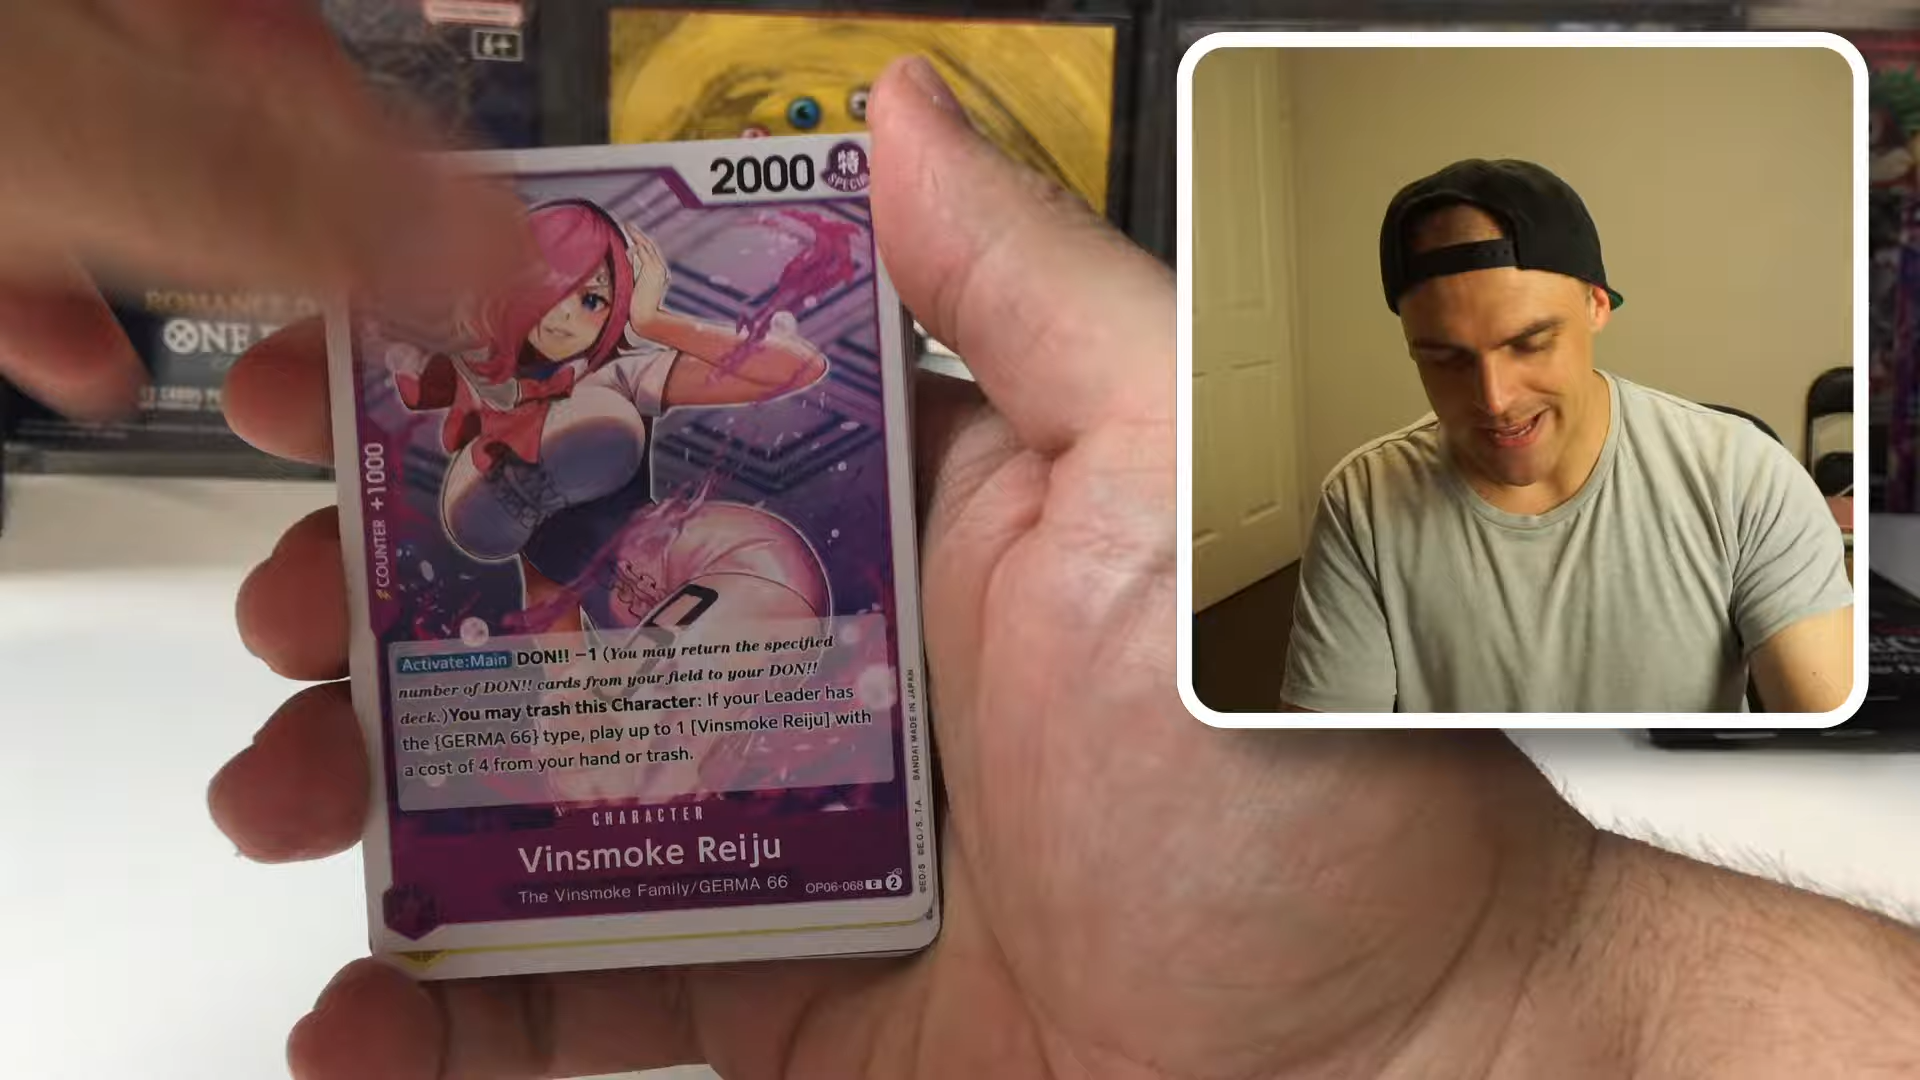 6+
2000
特
SPECIAL
ROMANCE D
ONE
COUNTER +1000
Activate:Main DON!! −1 (You may return the specified
number of DON!! cards from your field to your DON!!
deck.)You may trash this Character: If your Leader has
the {GERMA 66} type, play up to 1 [Vinsmoke Reiju] with
a cost of 4 from your hand or trash.
CHARACTER
Vinsmoke Reiju
The Vinsmoke Family/GERMA 66
OP06-068 C 2
©E.O./S., T.A. BANDAI MADE IN JAPAN